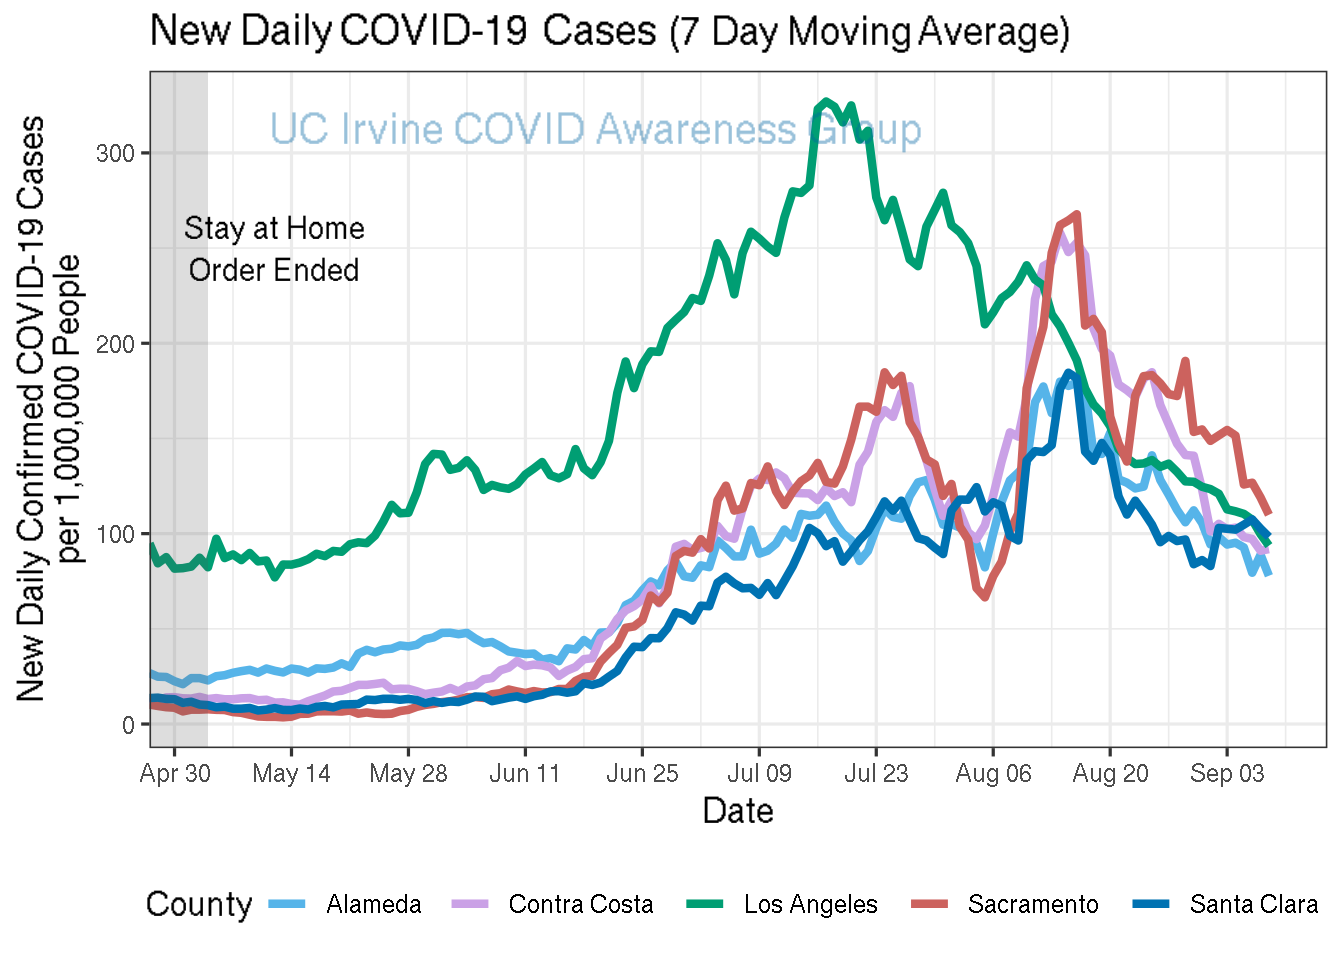 New Daily COVID-19 Cases (7 Day Moving Average)
UC Irvine COVID Awareness Group
Stay at Home
Order Ended
New Daily Confirmed COVID-19 Cases
per 1,000,000 People
300
200
100
0
Apr 30 May 14 May 28 Jun 11 Jun 25 Jul 09 Jul 23 Aug 06 Aug 20 Sep 03
Date
County Alameda Contra Costa Los Angeles Sacramento Santa Clara